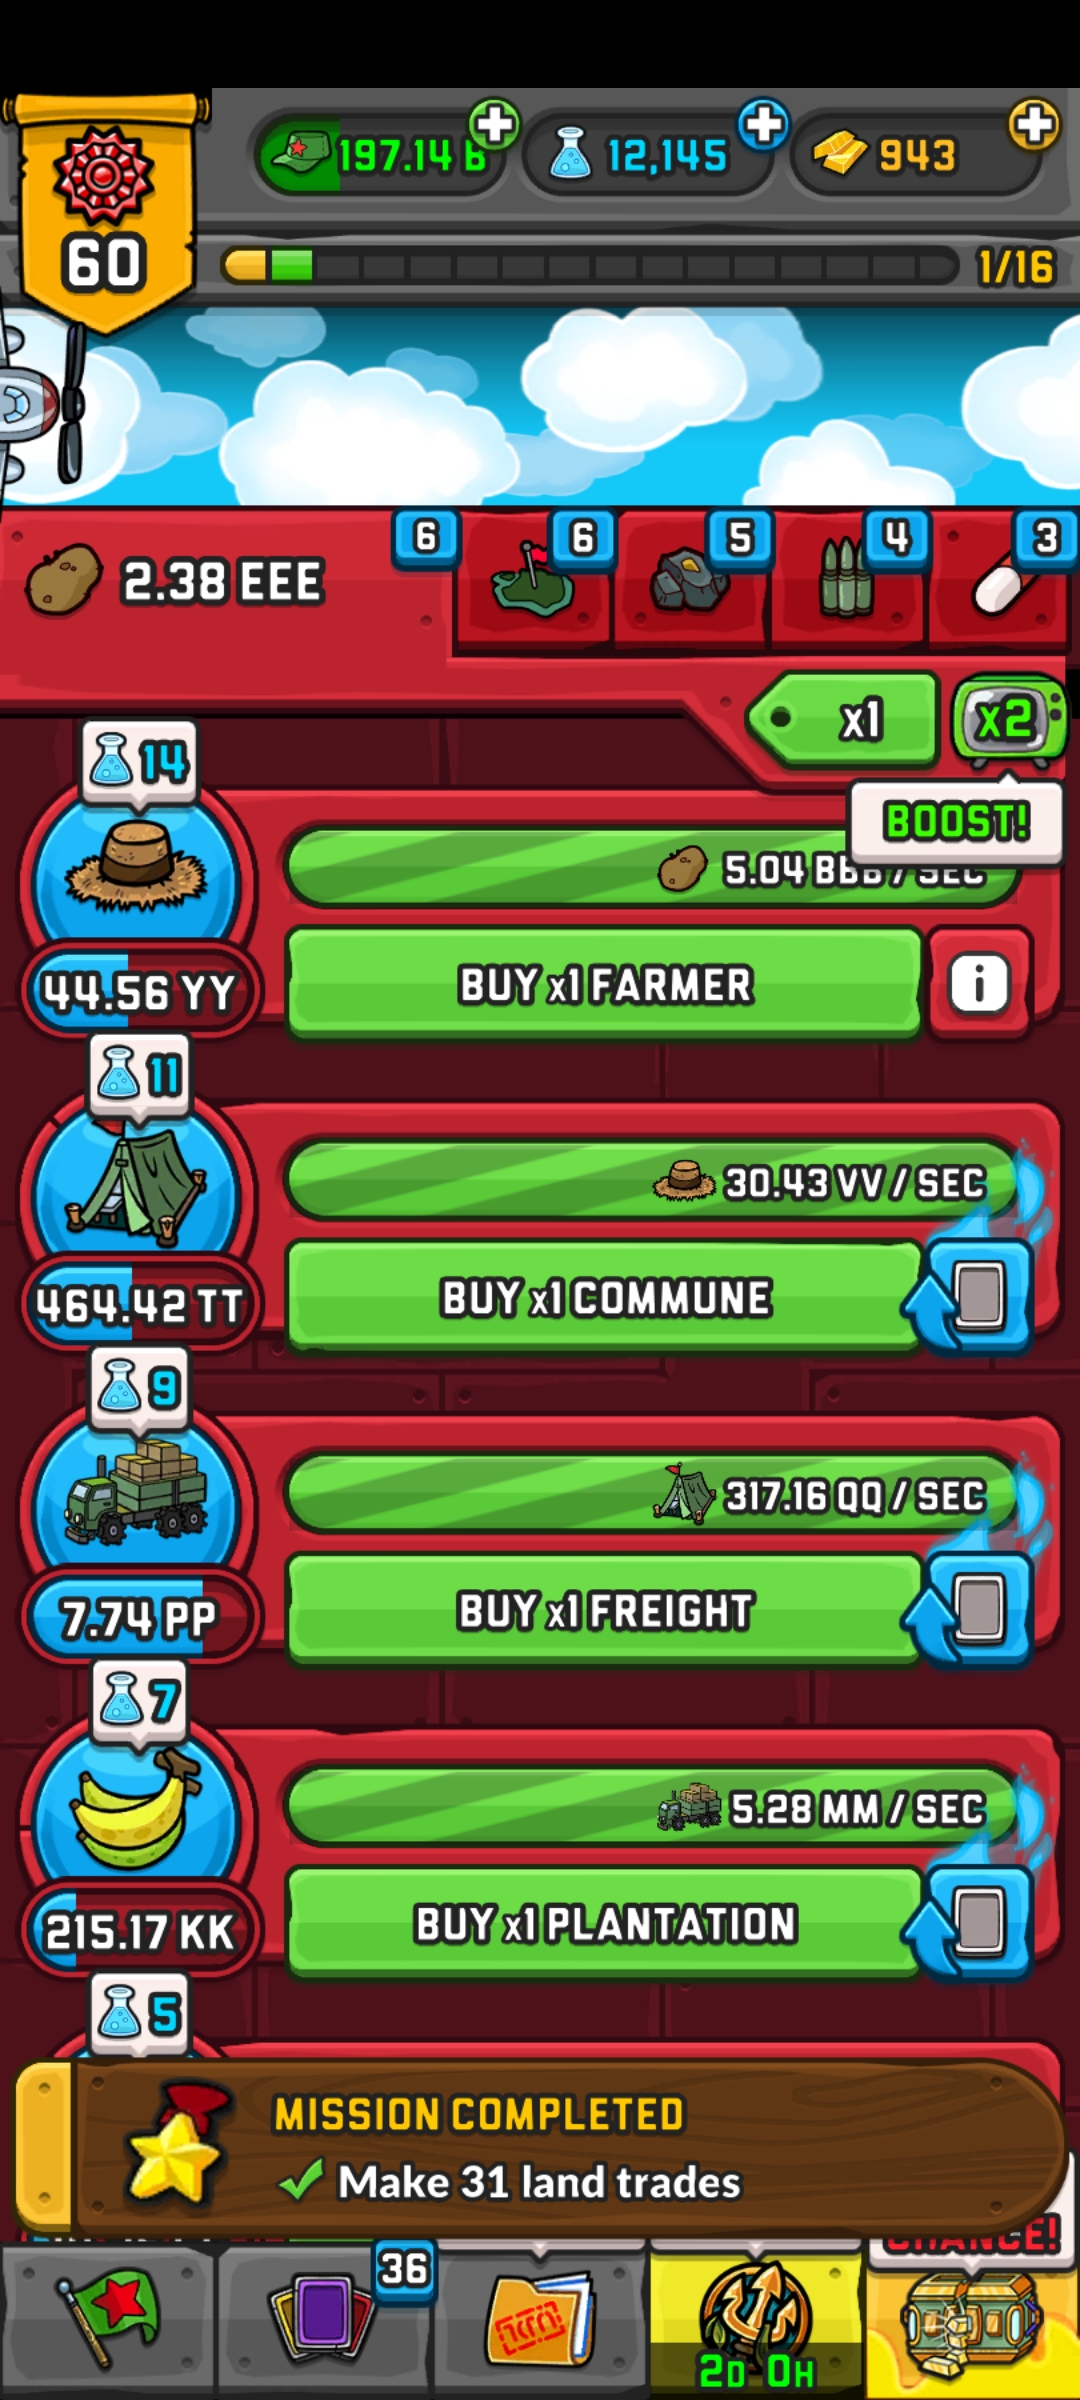 197.14 B
12,145
943
60
1/16
2.38 EEE
6
6
5
4
3
x1
x2
BOOST!
14
5.04 BBB / SEC
44.56 YY
BUY x1 FARMER
i
11
30.43 VV / SEC
464.42 TT
BUY x1 COMMUNE
9
317.16 QQ / SEC
7.74 PP
BUY x1 FREIGHT
7
5.28 MM / SEC
215.17 KK
BUY x1 PLANTATION
5
MISSION COMPLETED
Make 31 land trades
CHANCE!
36
2D 0H